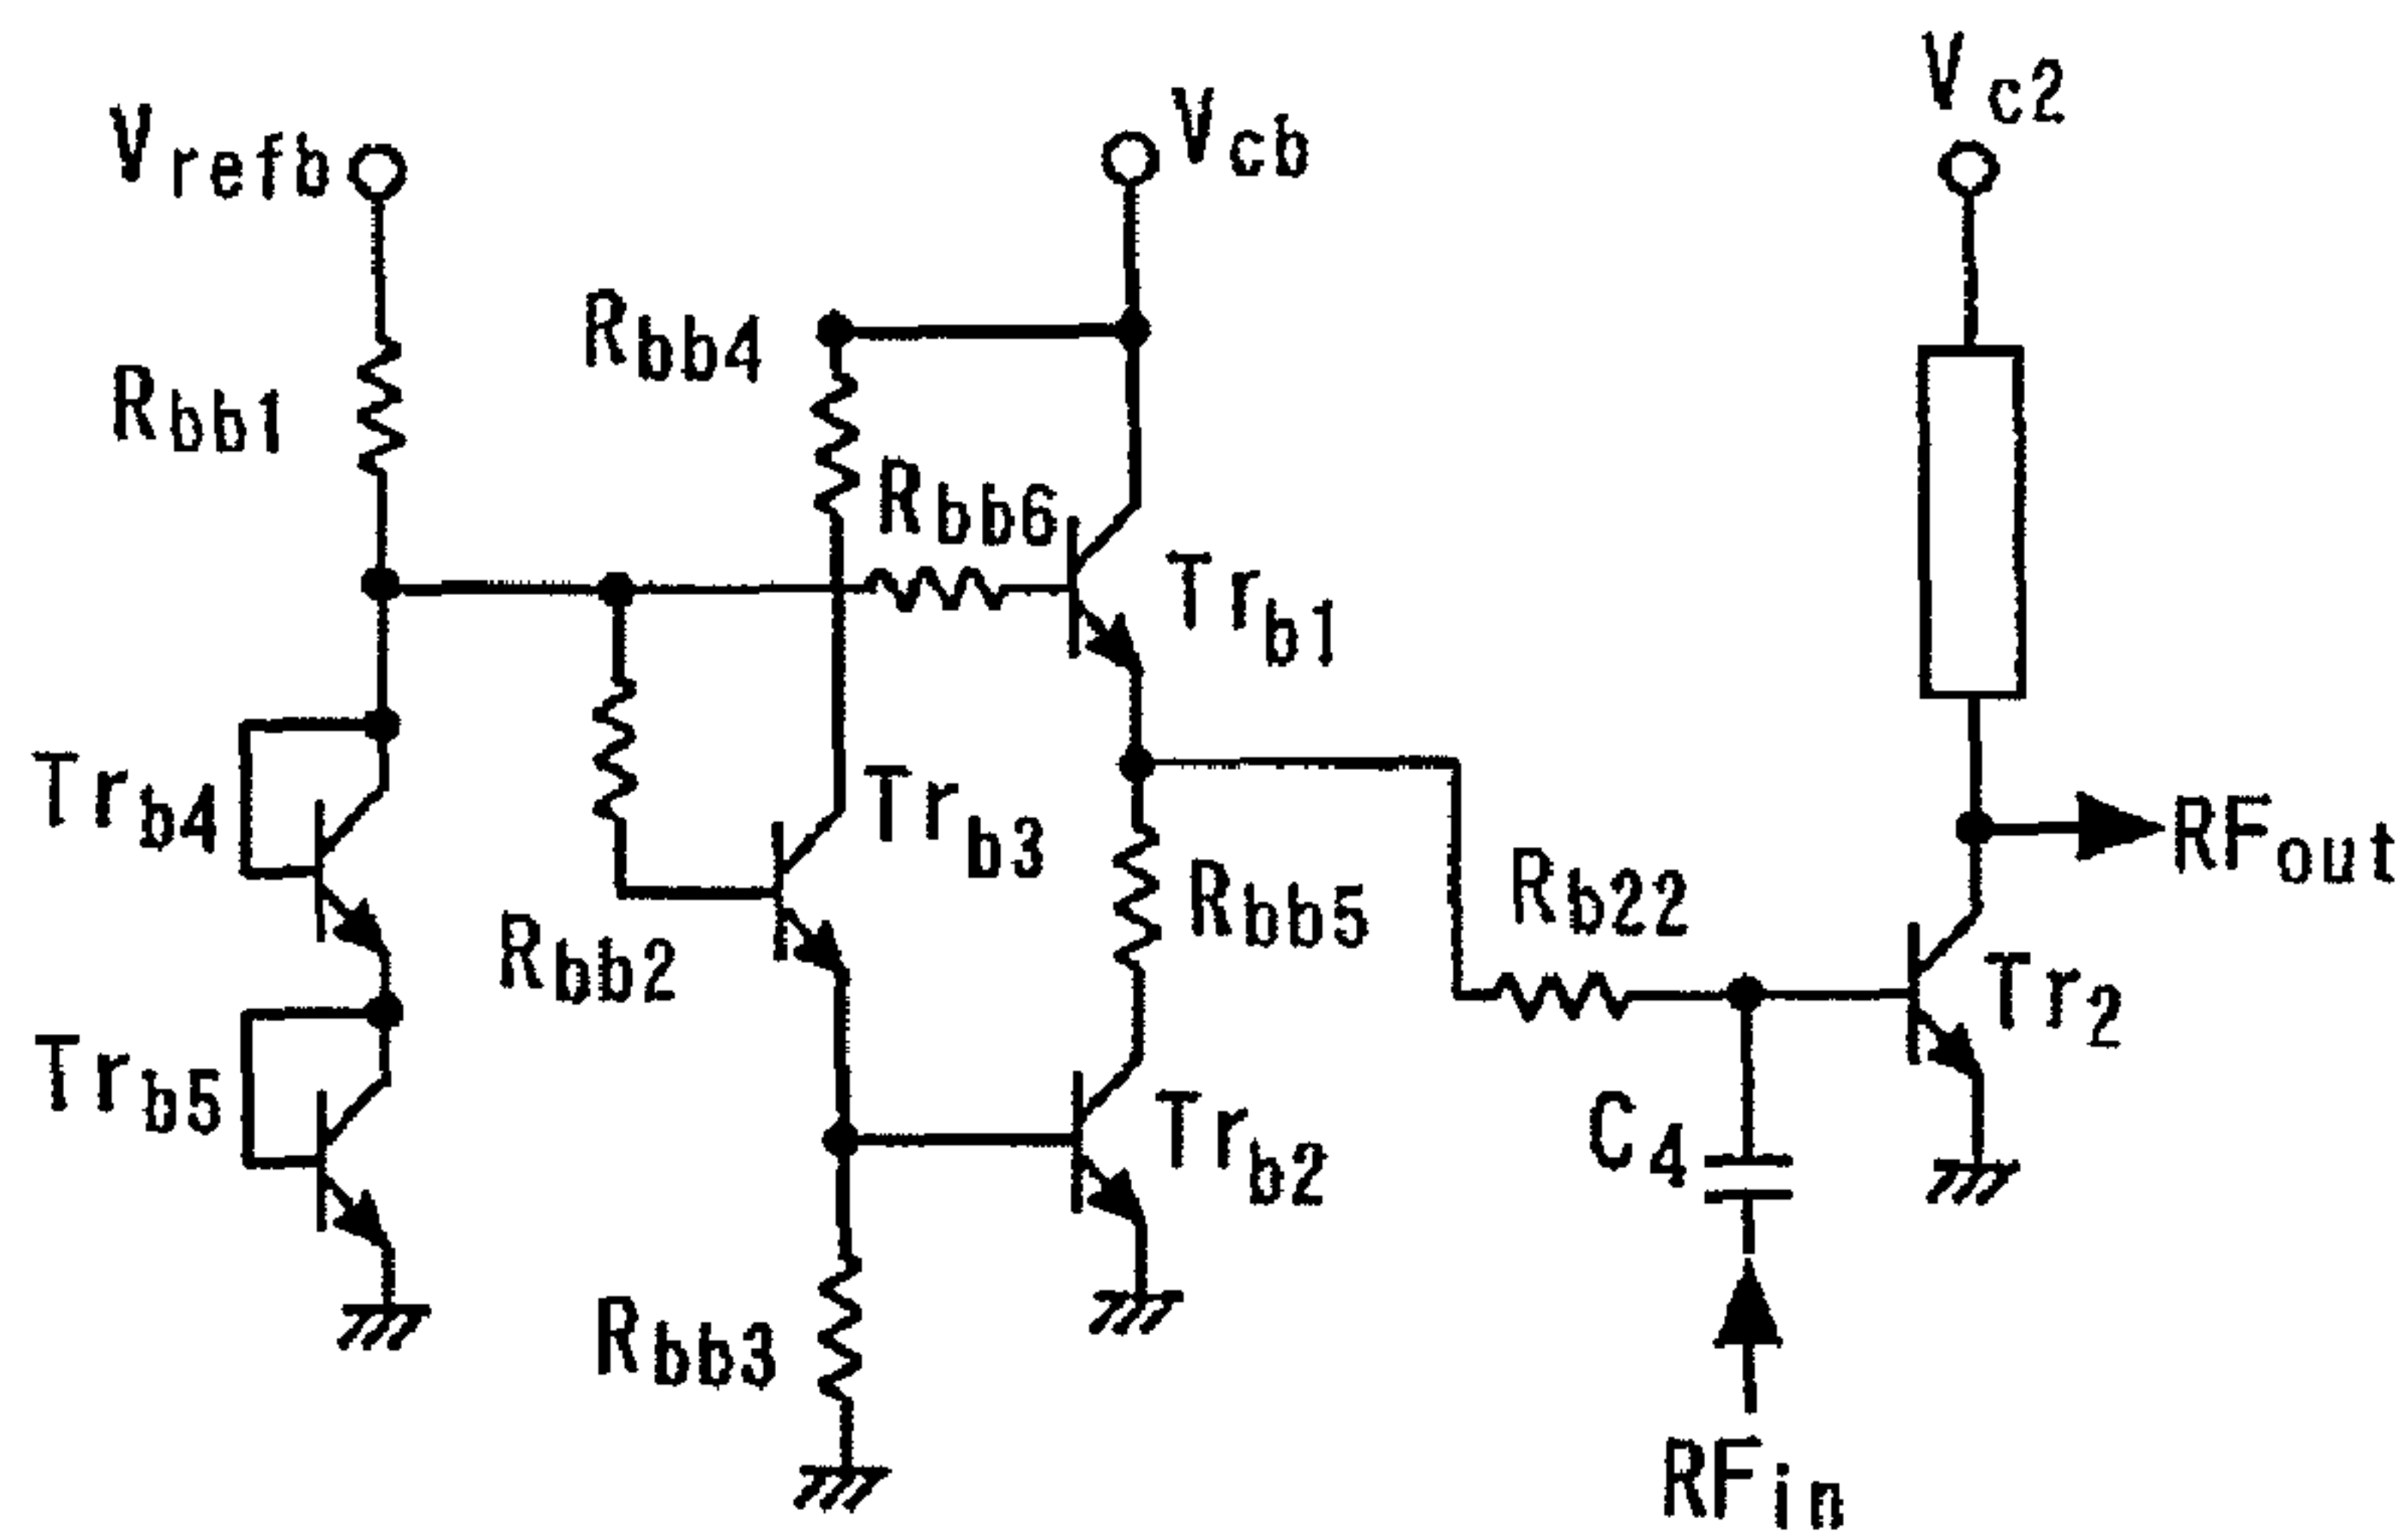 Vrefb
Vcb
Vc2
Rbb1
Rbb4
Rbb6
Trb1
Trb4
Trb3
Rbb5
Rb22
RFout
Rbb2
Tr2
Trb5
Trb2
C4
Rbb3
RFin